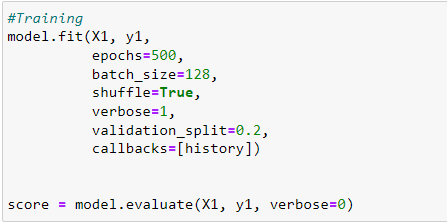 #Training
model.fit(X1, y1,
          epochs=500,
          batch_size=128,
          shuffle=True,
          verbose=1,
          validation_split=0.2,
          callbacks=[history])
score = model.evaluate(X1, y1, verbose=0)